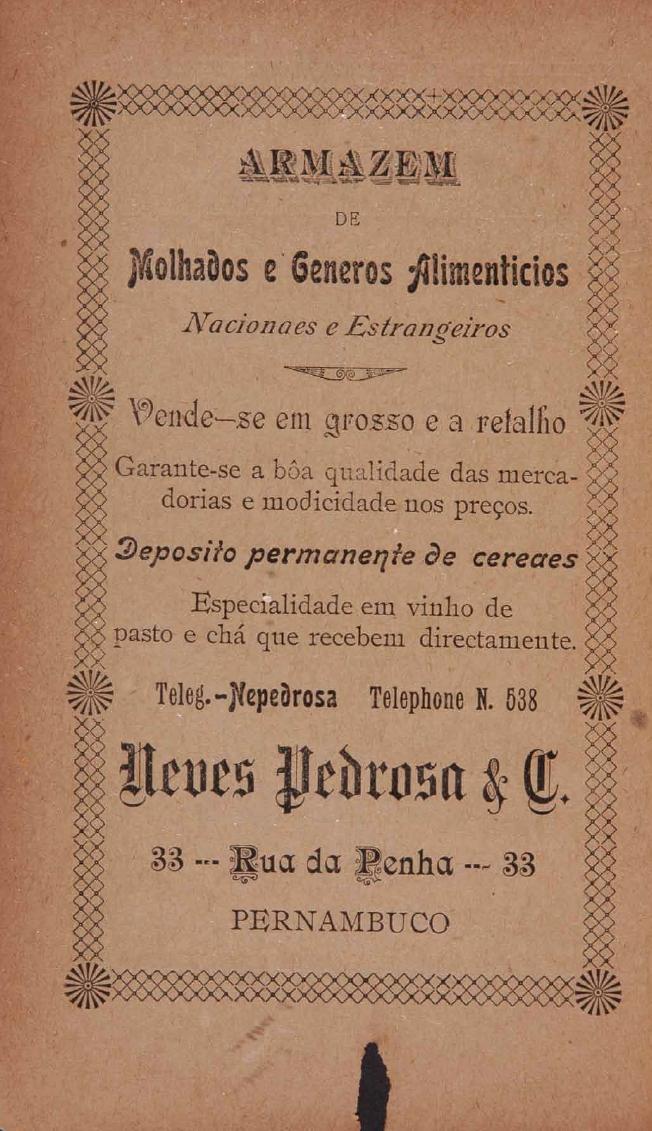 ARMAZEM
DE
Molhados e Generos Alimenticios
Nacionaes e Estrangeiros
Vende-se em grosso e a retalho
Garante-se a bôa qualidade das merca-
dorias e modicidade nos preços.
Deposito permanente de cereaes
Especialidade em vinho de
pasto e chá que recebem directamente.
Teleg.-Nepedrosa Telephone N. 538
Neves Pedrosa & C.
33 --- Rua da Penha --- 33
PERNAMBUCO